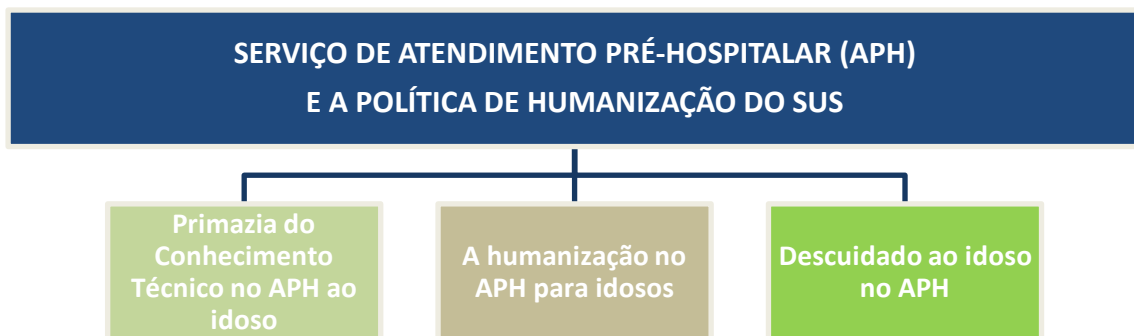 SERVIÇO DE ATENDIMENTO PRÉ-HOSPITALAR (APH)
E A POLÍTICA DE HUMANIZAÇÃO DO SUS
Primazia do
Conhecimento
Técnico no APH ao
idoso
A humanização no
APH para idosos
Descuidado ao idoso
no APH